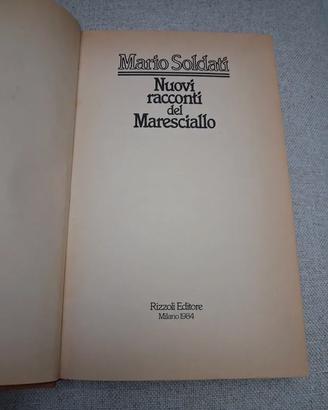 Mario Soldati
Nuovi
racconti
del
Maresciallo
Rizzoli Editore
Milano 1984